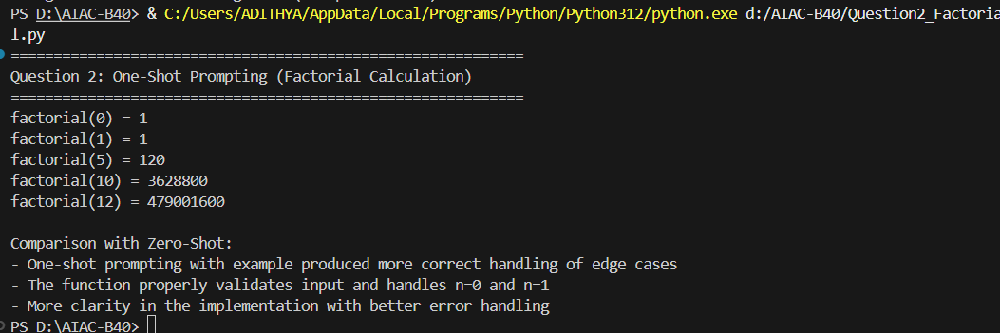 PS D:\AIAC-B40> & C:/Users/ADITHYA/AppData/Local/Programs/Python/Python312/python.exe d:/AIAC-B40/Question2_Factoria
l.py
============================================================
Question 2: One-Shot Prompting (Factorial Calculation)
============================================================
factorial(0) = 1
factorial(1) = 1
factorial(5) = 120
factorial(10) = 3628800
factorial(12) = 479001600

Comparison with Zero-Shot:
- One-shot prompting with example produced more correct handling of edge cases
- The function properly validates input and handles n=0 and n=1
- More clarity in the implementation with better error handling
PS D:\AIAC-B40>